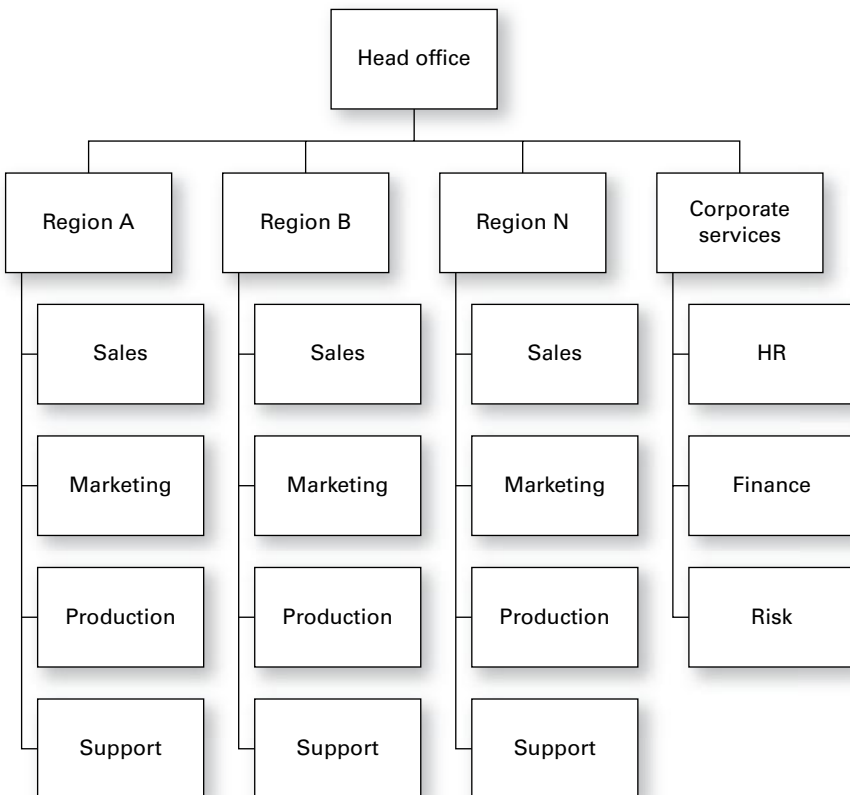 Head office
Region A
Region B
Region N
Corporate
services
Sales
Sales
Sales
HR
Marketing
Marketing
Marketing
Finance
Production
Production
Production
Risk
Support
Support
Support